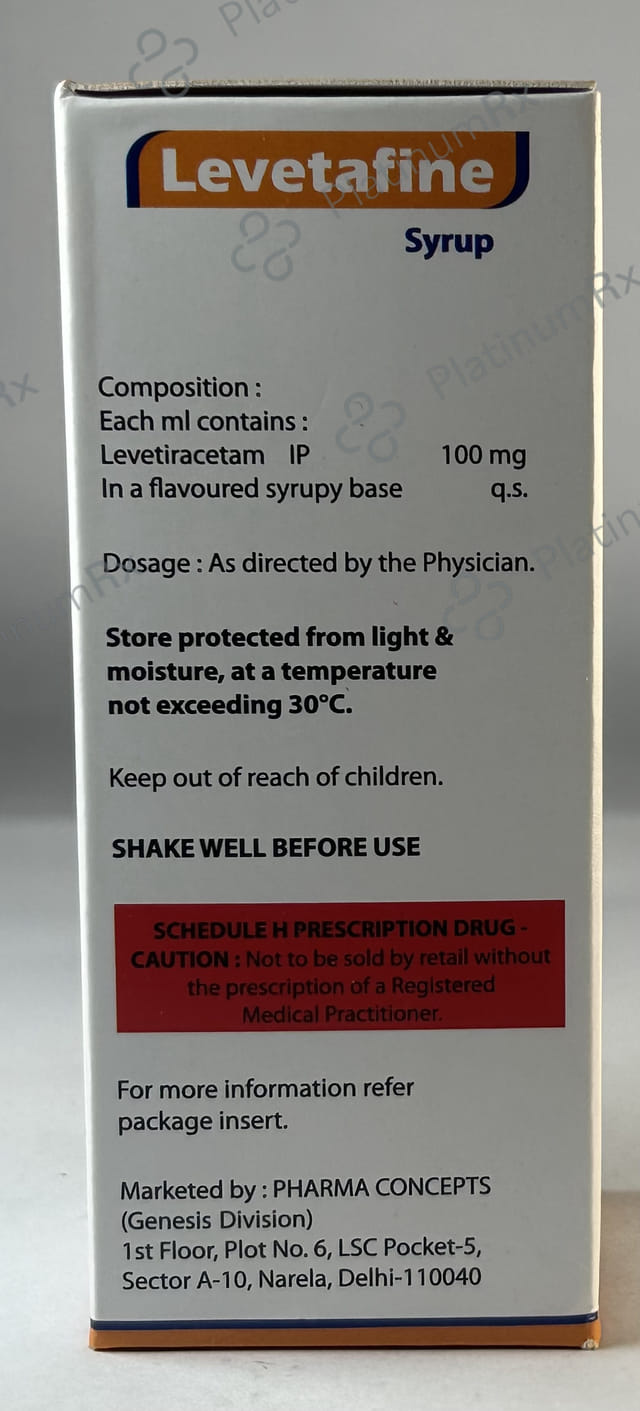 Levetafine
Syrup
Composition :
Each ml contains :
Levetiracetam IP 100 mg
In a flavoured syrupy base q.s.
Dosage : As directed by the Physician.
Store protected from light &
moisture, at a temperature
not exceeding 30°C.
Keep out of reach of children.
SHAKE WELL BEFORE USE
SCHEDULE H PRESCRIPTION DRUG -
CAUTION : Not to be sold by retail without
the prescription of a Registered
Medical Practitioner.
For more information refer
package insert.
Marketed by : PHARMA CONCEPTS
(Genesis Division)
1st Floor, Plot No. 6, LSC Pocket-5,
Sector A-10, Narela, Delhi-110040
PlatinumRx
PlatinumRx